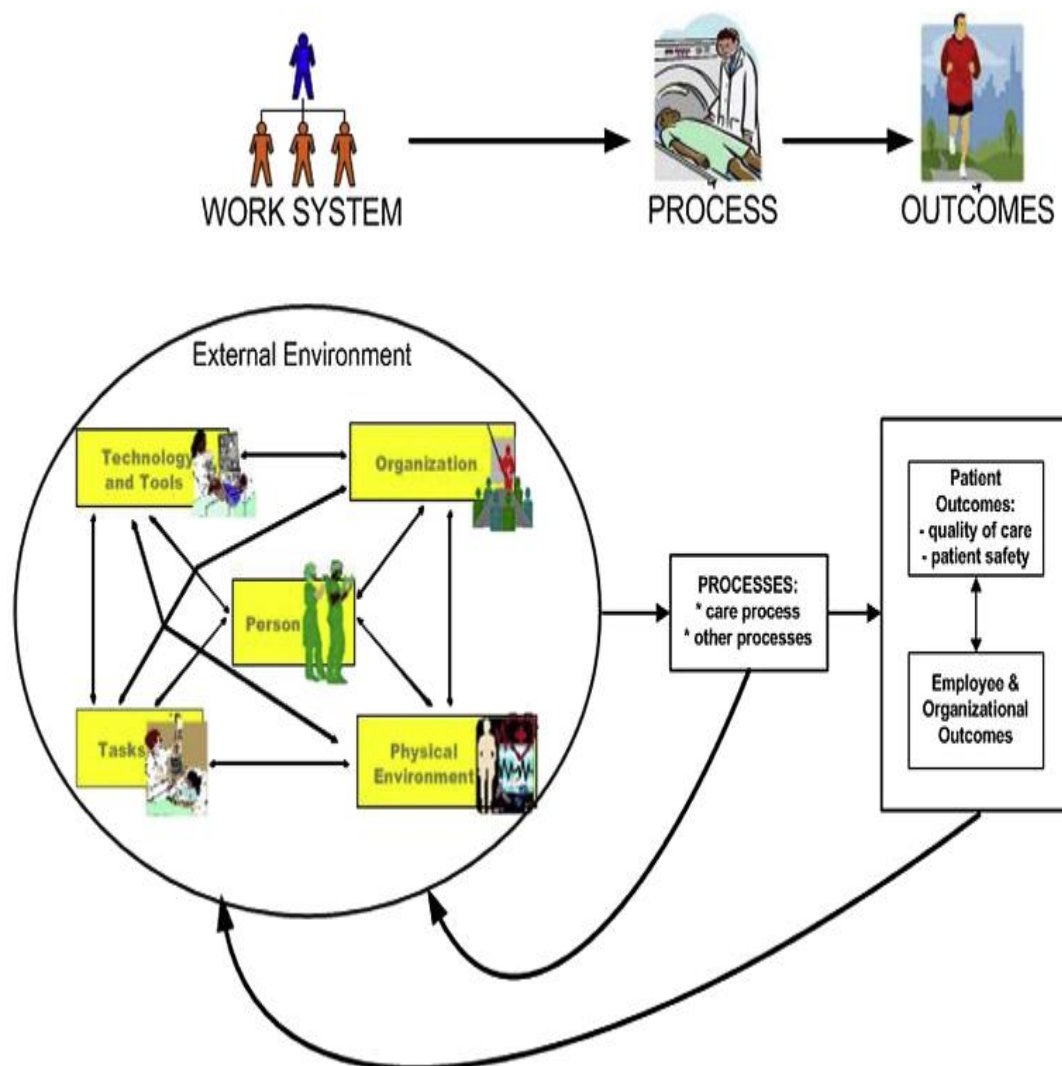 WORK SYSTEM
PROCESS
OUTCOMES
External Environment
Technology
and Tools
Organization
Person
Tasks
Physical
Environment
PROCESSES:
* care process
* other processes
Patient
Outcomes:
- quality of care
- patient safety
Employee &
Organizational
Outcomes